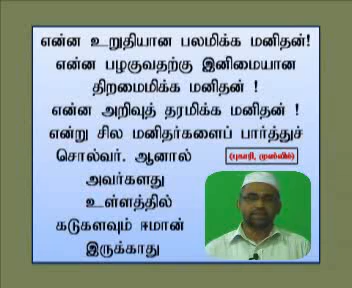 என்ன உறுதியான பலமிக்க மனிதன்!
என்ன பழகுவதற்கு இனிமையான
திறமைமிக்க மனிதன் !
என்ன அறிவுத் தரமிக்க மனிதன் !
என்று சில மனிதர்களைப் பார்த்துச்
சொல்வர். ஆனால் (புகாரி, முஸ்லிம்)
அவர்களது
உள்ளத்தில்
கடுகளவும் ஈமான்
இருக்காது